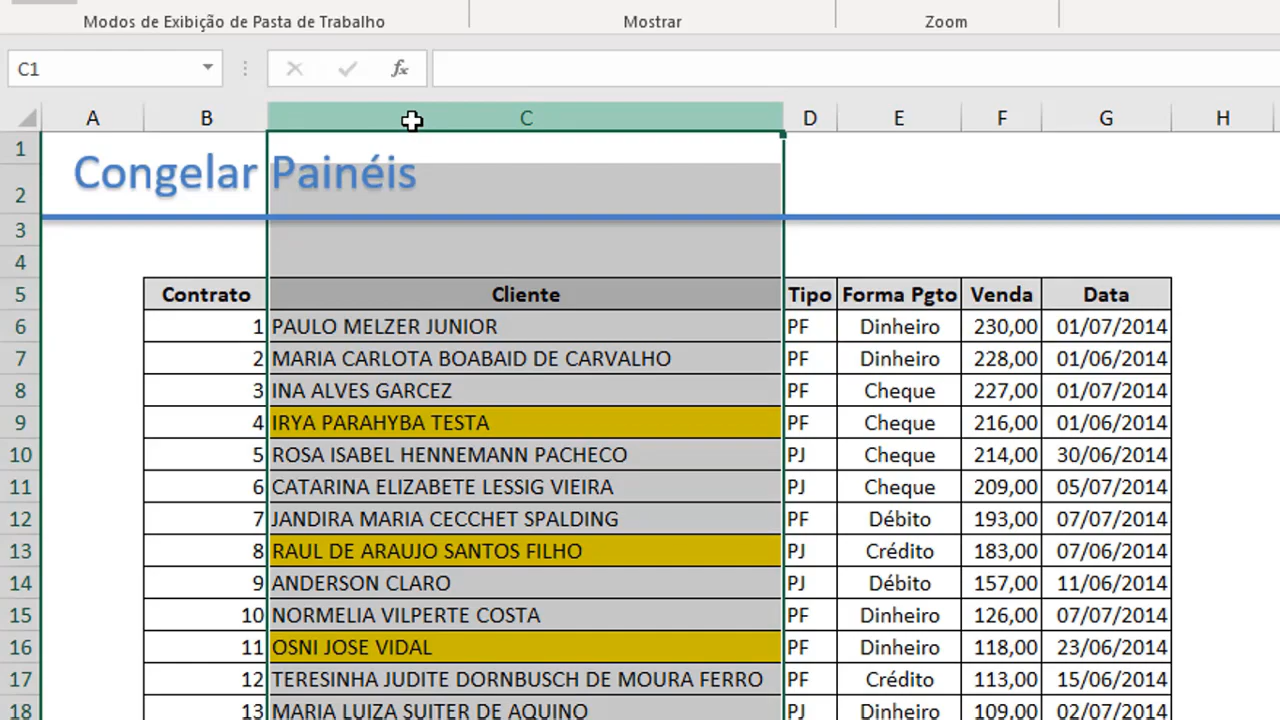 Modos de Exibição de Pasta de Trabalho Mostrar Zoom
C1 fx
A B C D E F G H
1
Congelar Painéis
2
3
4
5 Contrato Cliente Tipo Forma Pgto Venda Data
6 1 PAULO MELZER JUNIOR PF Dinheiro 230,00 01/07/2014
7 2 MARIA CARLOTA BOABAID DE CARVALHO PF Dinheiro 228,00 01/06/2014
8 3 INA ALVES GARCEZ PF Cheque 227,00 01/07/2014
9 4 IRYA PARAHYBA TESTA PF Cheque 216,00 01/06/2014
10 5 ROSA ISABEL HENNEMANN PACHECO PJ Cheque 214,00 30/06/2014
11 6 CATARINA ELIZABETE LESSIG VIEIRA PJ Cheque 209,00 05/07/2014
12 7 JANDIRA MARIA CECCHET SPALDING PF Débito 193,00 07/07/2014
13 8 RAUL DE ARAUJO SANTOS FILHO PJ Crédito 183,00 07/06/2014
14 9 ANDERSON CLARO PJ Débito 157,00 11/06/2014
15 10 NORMELIA VILPERTE COSTA PF Dinheiro 126,00 07/07/2014
16 11 OSNI JOSE VIDAL PF Dinheiro 118,00 23/06/2014
17 12 TERESINHA JUDITE DORNBUSCH DE MOURA FERRO PF Crédito 113,00 15/06/2014
18 13 MARIA LUIZA SUITER DE AQUINO PJ Dinheiro 109,00 02/07/2014